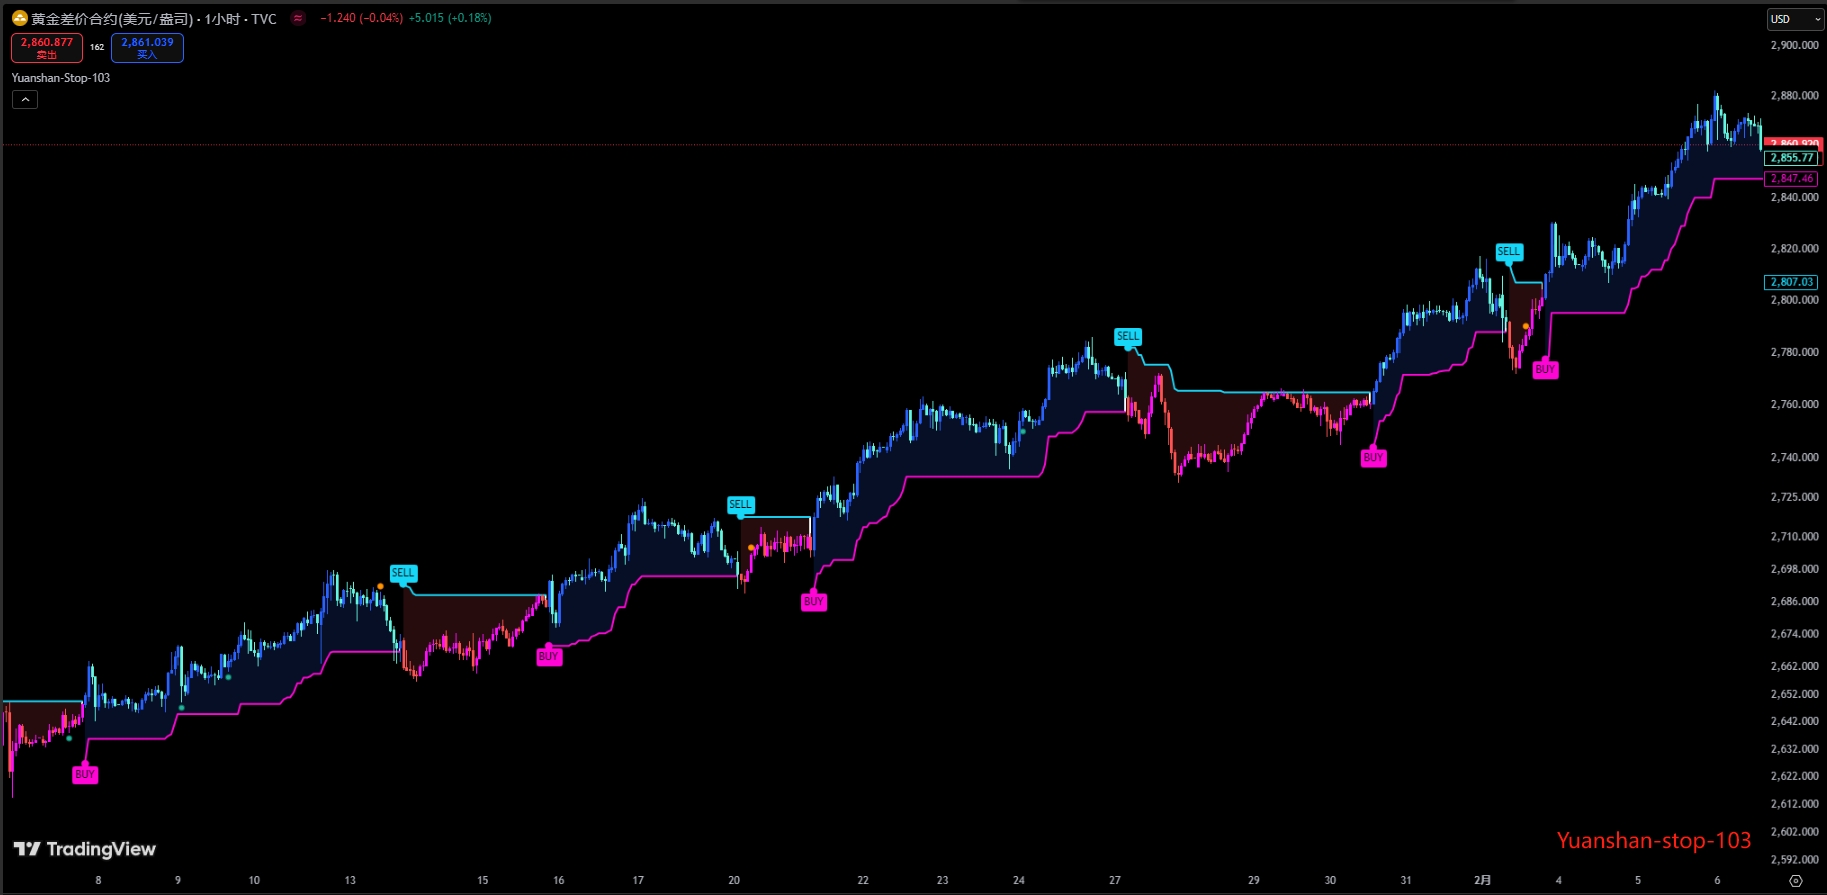 黄金差价合约(美元/盎司) · 1小时 · TVC ≈ −1.240 (−0.04%) +5.015 (+0.18%)
2,860.877
卖出
162
2,861.039
买入
Yuanshan-Stop-103
USD
2,900.000
2,880.000
2,860.920
2,855.77
2,847.46
2,840.000
2,820.000
2,807.03
2,800.000
2,780.000
2,760.000
2,740.000
2,725.000
2,710.000
2,698.000
2,686.000
2,674.000
2,662.000
2,652.000
2,642.000
2,632.000
2,622.000
2,612.000
2,602.000
2,592.000
BUY
SELL
BUY
SELL
BUY
SELL
BUY
SELL
BUY
TradingView
Yuanshan-stop-103
8 9 10 13 15 16 17 20 22 23 24 27 29 30 31 2月 4 5 6